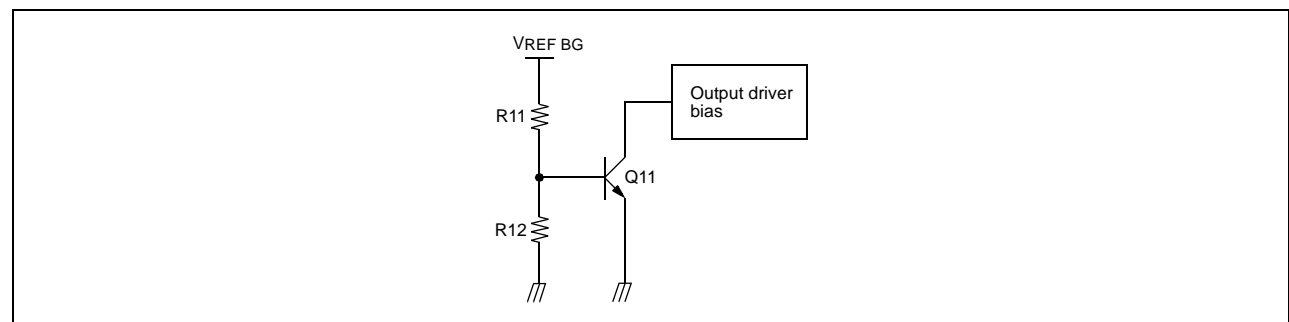 VREF BG
Output driver
bias
R11
Q11
R12